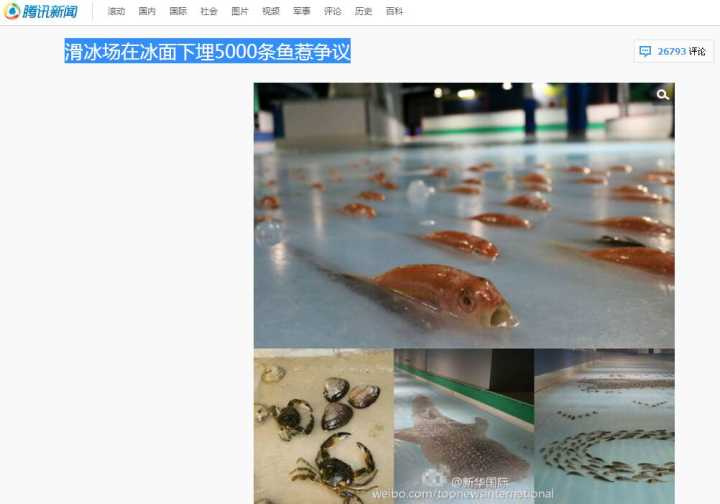 腾讯新闻 滚动 国内 国际 社会 图片 视频 军事 评论 历史 百科
滑冰场在冰面下埋5000条鱼惹争议
26793 评论
@新华国际
weibo.com/topnewsinternational